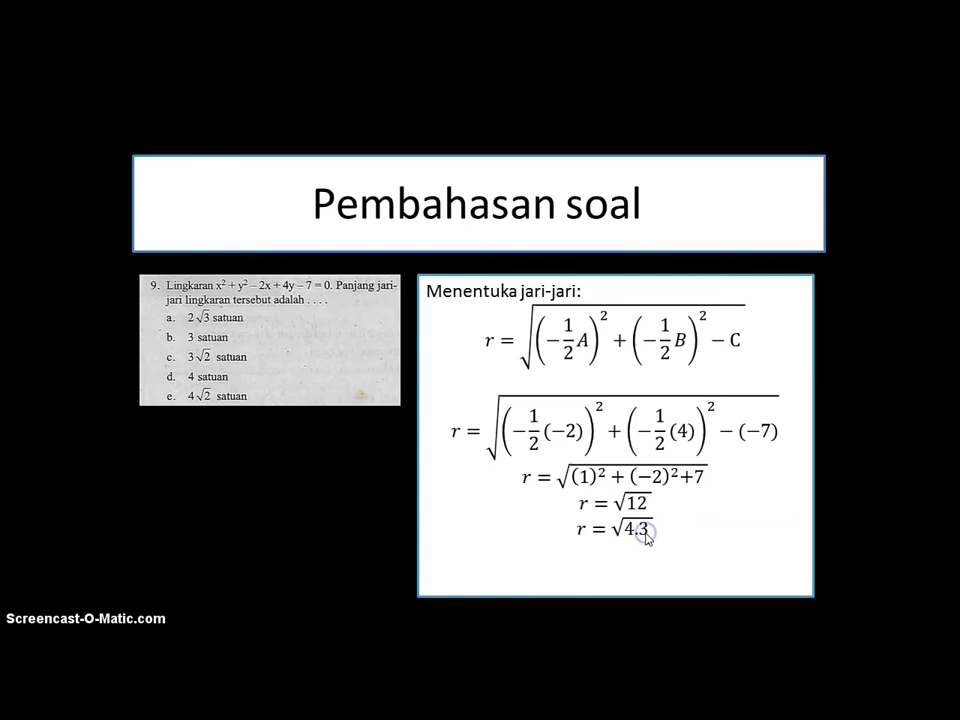 Pembahasan soal
9. Lingkaran x² + y² – 2x + 4y – 7 = 0. Panjang jari-
jari lingkaran tersebut adalah . . . .
a. 2√3 satuan
b. 3 satuan
c. 3√2 satuan
d. 4 satuan
e. 4√2 satuan
Menentuka jari-jari:
r = √((−1/2 A)² + (−1/2 B)² − C)
r = √((−1/2 (−2))² + (−1/2 (4))² − (−7))
r = √((1)² + (−2)²+7)
r = √12
r = √4.3
Screencast-O-Matic.com